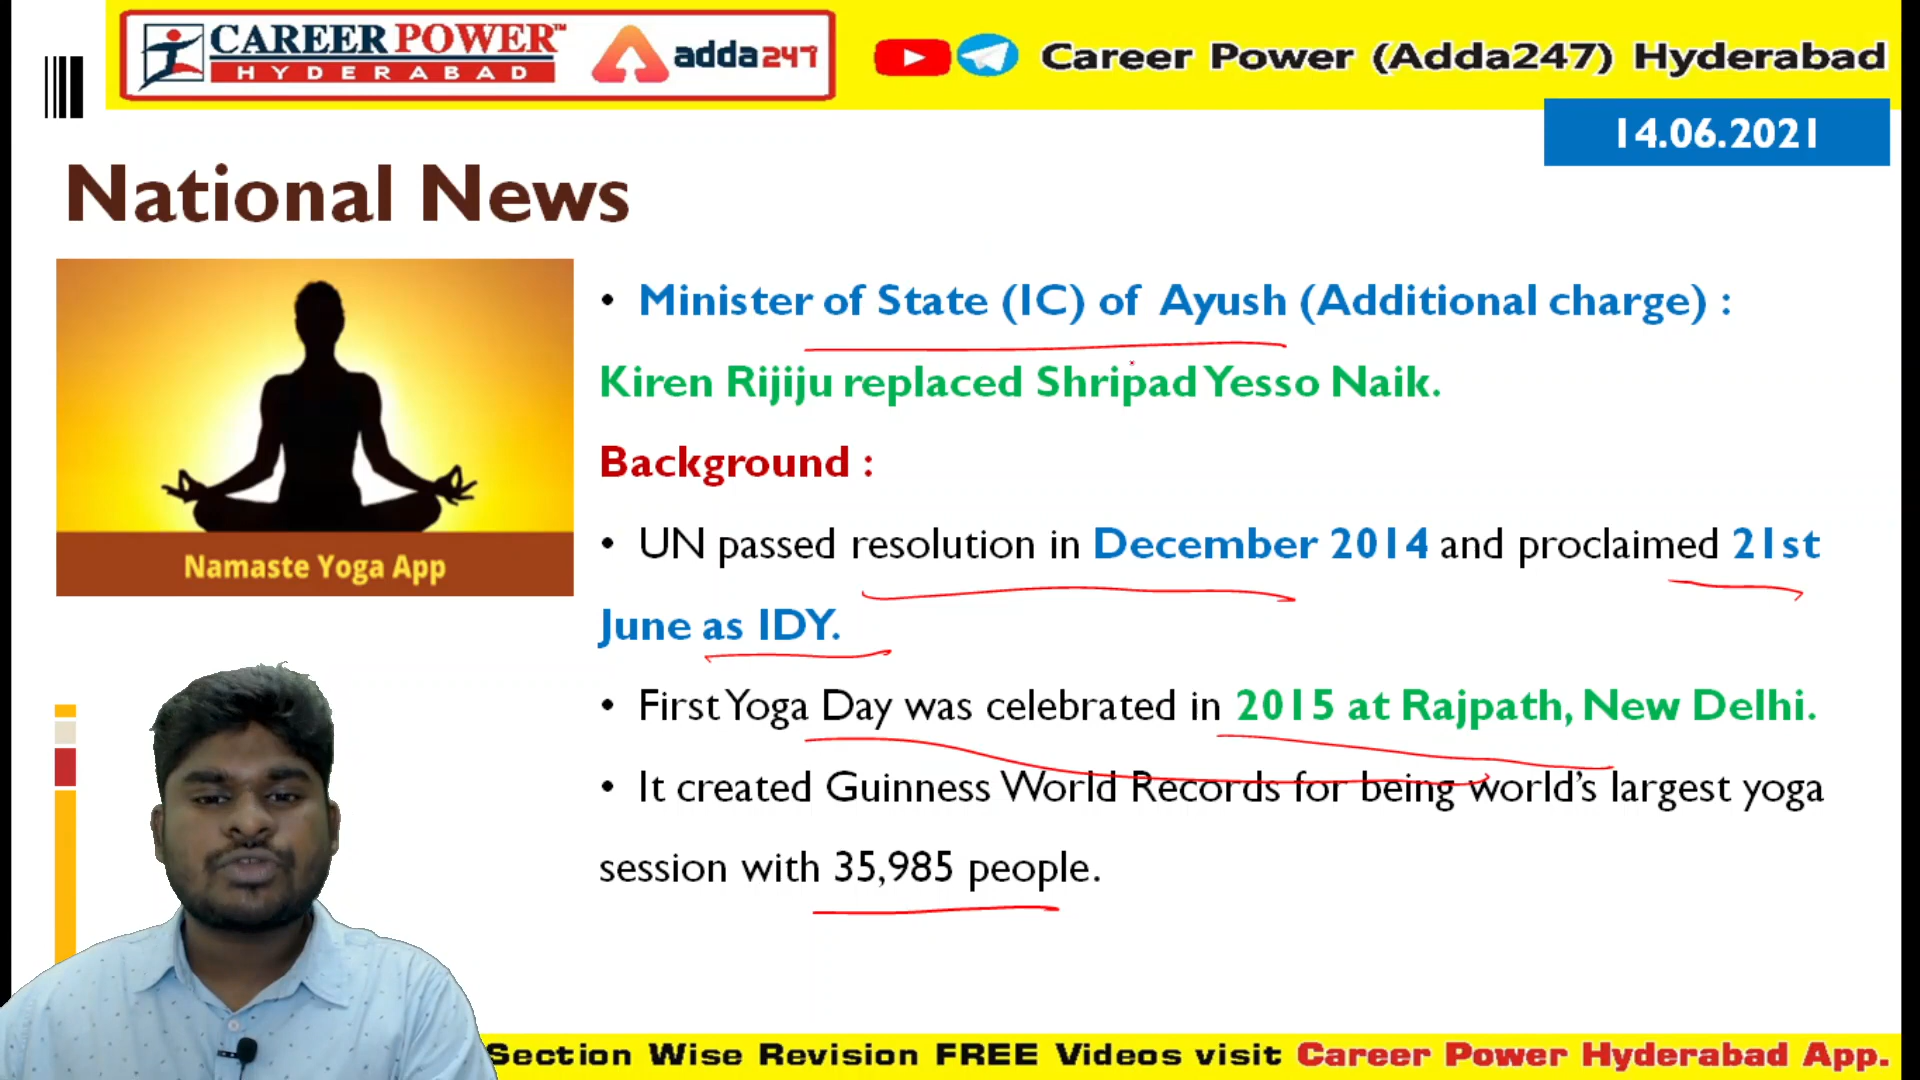 CAREER POWER™
HYDERABAD
adda247
Career Power (Adda247) Hyderabad
14.06.2021
National News
Namaste Yoga App
• Minister of State (IC) of Ayush (Additional charge) :
Kiren Rijiju replaced Shripad Yesso Naik.
Background :
• UN passed resolution in December 2014 and proclaimed 21st
June as IDY.
• First Yoga Day was celebrated in 2015 at Rajpath, New Delhi.
• It created Guinness World Records for being world's largest yoga
session with 35,985 people.
Section Wise Revision FREE Videos visit Career Power Hyderabad App.